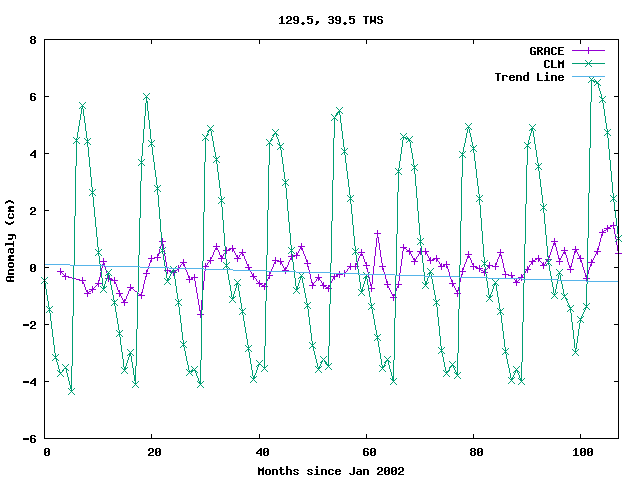 129.5, 39.5 TWS
GRACE
CLM
Trend Line
8
6
4
2
0
-2
-4
-6
Anomaly (cm)
0 20 40 60 80 100
Months since Jan 2002